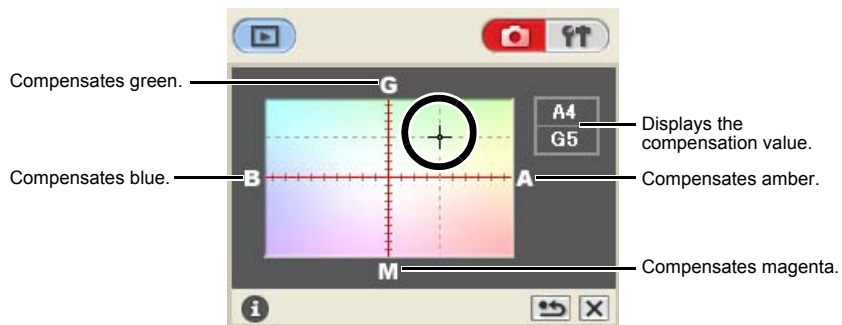 Compensates green.
G
A4
G5
Displays the
compensation value.
Compensates blue.
B
A
Compensates amber.
M
Compensates magenta.